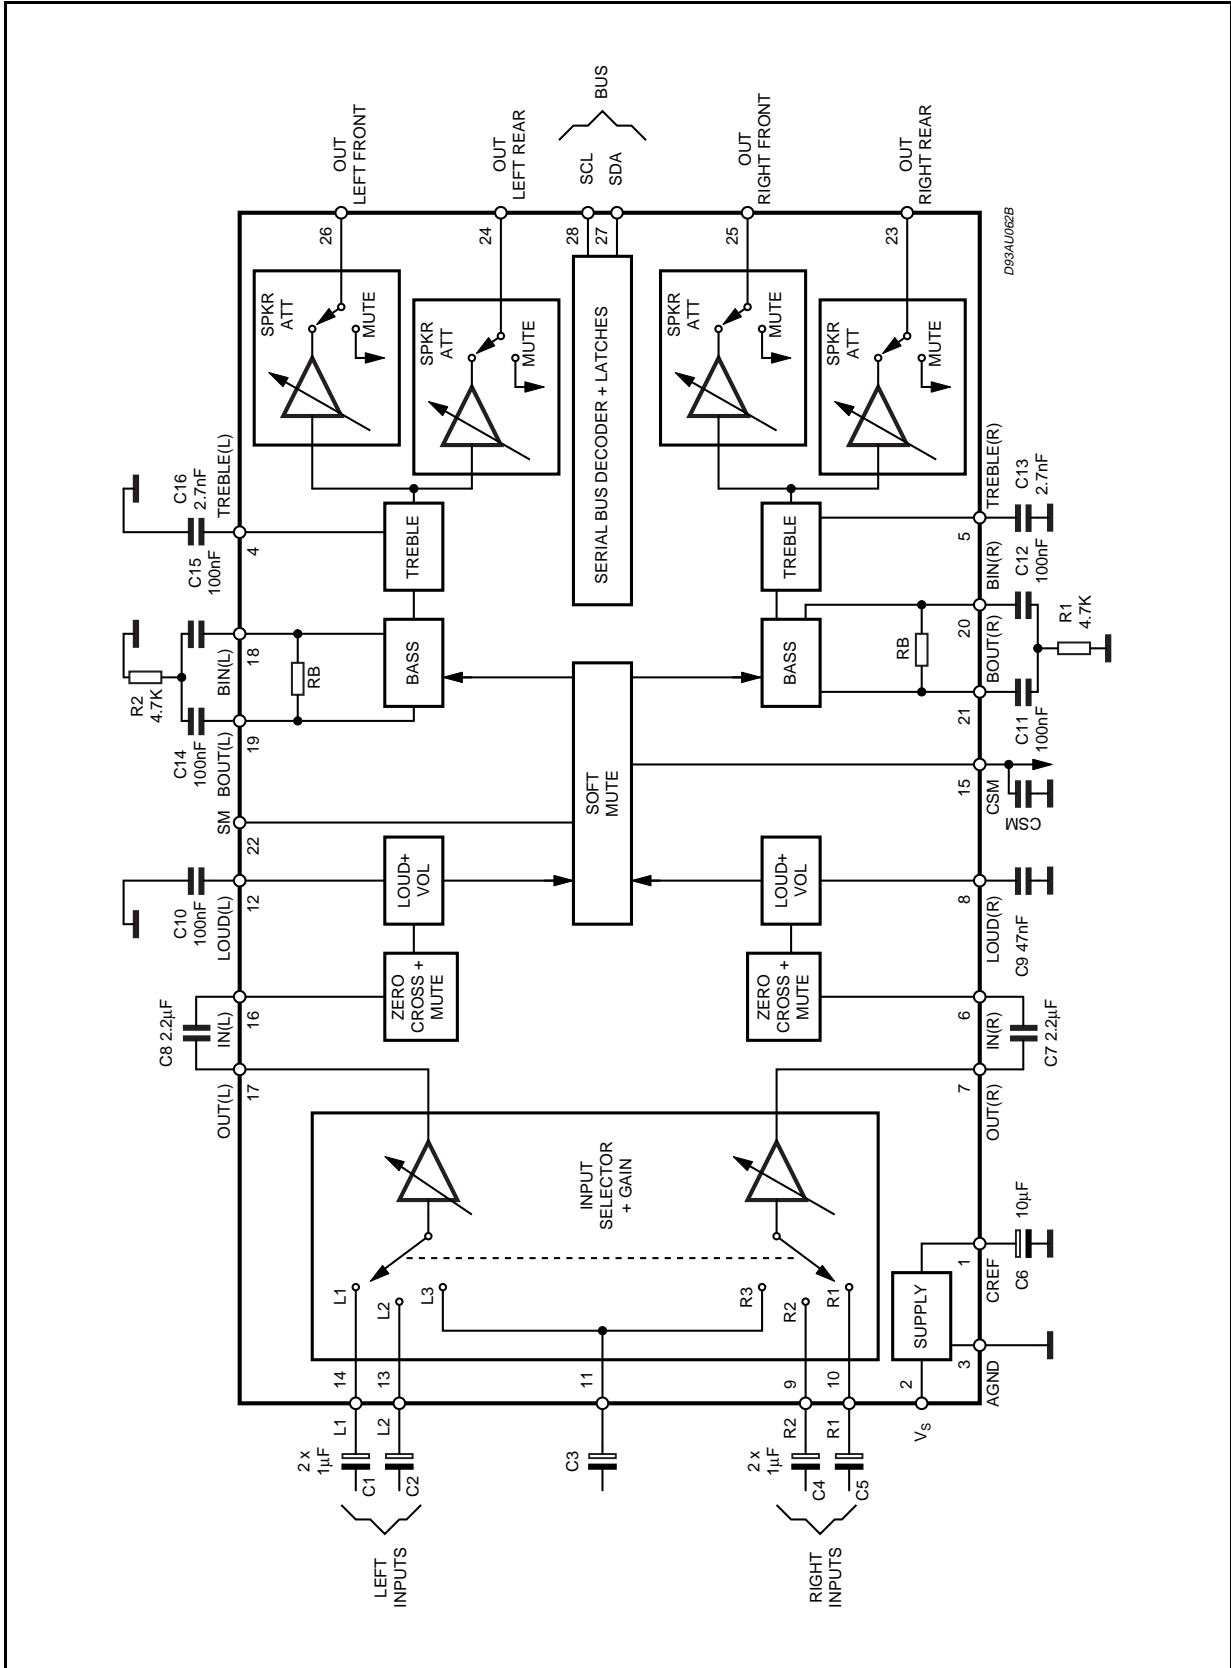 BUS
OUT
LEFT FRONT
OUT
LEFT REAR
SCL
SDA
OUT
RIGHT FRONT
OUT
RIGHT REAR
26
24
28
27
25
23
D93AU062B
SPKR
ATT
MUTE
SPKR
ATT
MUTE
SERIAL BUS DECODER + LATCHES
SPKR
ATT
MUTE
SPKR
ATT
MUTE
TREBLE(L)
C16
2.7nF
4
TREBLE
TREBLE
5
TREBLE(R)
C13
2.7nF
C15
100nF
BIN(L)
18
RB
BASS
BASS
RB
20
BIN(R)
C12
100nF
R2
4.7K
R1
4.7K
C14
100nF
BOUT(L)
19
21
BOUT(R)
C11
100nF
SM
22
SOFT
MUTE
15
CSM
CSM
C10
100nF
LOUD(L)
12
LOUD+
VOL
LOUD+
VOL
8
LOUD(R)
C9 47nF
C8 2.2µF
IN(L)
16
ZERO
CROSS +
MUTE
ZERO
CROSS +
MUTE
6
IN(R)
C7 2.2µF
OUT(L)
17
7
OUT(R)
INPUT
SELECTOR
+ GAIN
L1
L2
L3
R3
R2
R1
SUPPLY
1
CREF
C6
10µF
3
AGND
14
13
11
9
10
2
VS
L1
L2
R2
R1
2 x
1µF
C1
C2
C3
2 x
1µF
C4
C5
LEFT
INPUTS
RIGHT
INPUTS